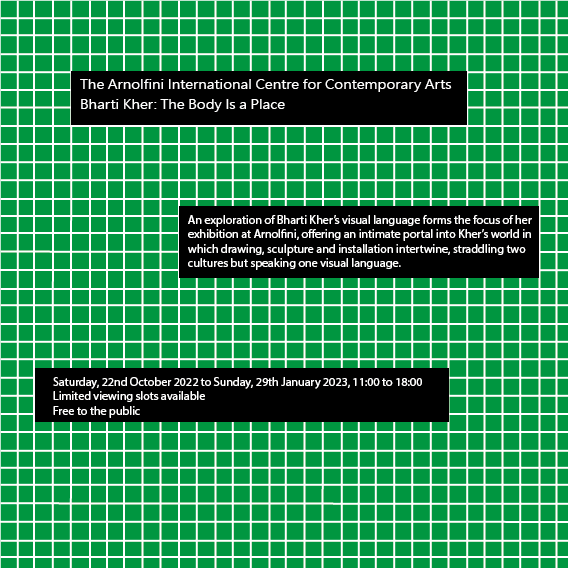 The Arnolfini International Centre for Contemporary Arts
Bharti Kher: The Body Is a Place
An exploration of Bharti Kher’s visual language forms the focus of her
exhibition at Arnolfini, offering an intimate portal into Kher’s world in
which drawing, sculpture and installation intertwine, straddling two
cultures but speaking one visual language.
Saturday, 22nd October 2022 to Sunday, 29th January 2023, 11:00 to 18:00
Limited viewing slots available
Free to the public